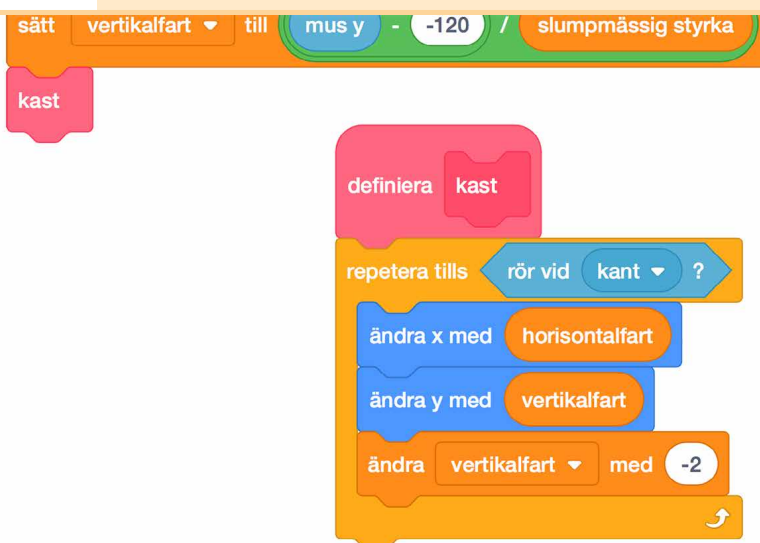 sätt vertikalfart till mus y - -120 / slumpmässig styrka
kast
definiera kast
repetera tills rör vid kant ?
ändra x med horisontalfart
ändra y med vertikalfart
ändra vertikalfart med -2